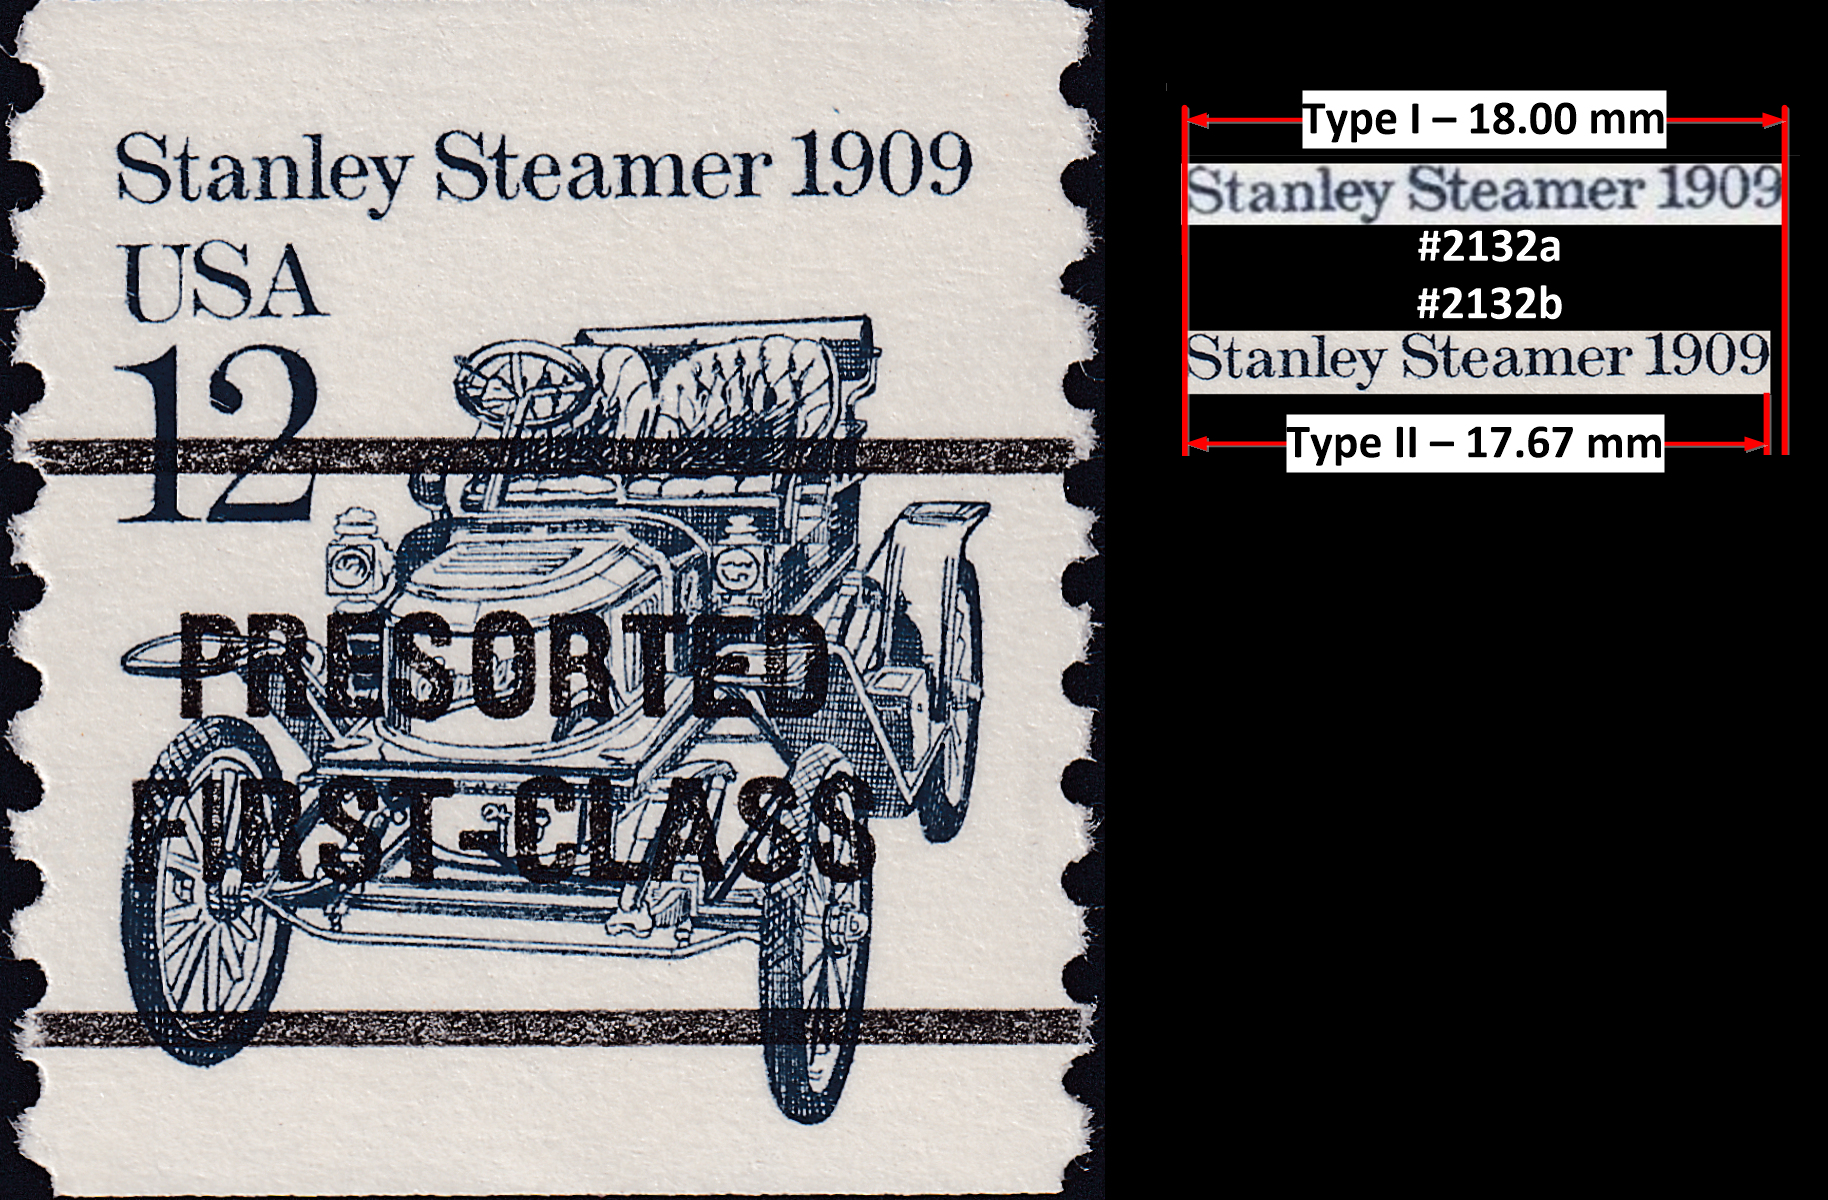 Stanley Steamer 1909
USA
12
PRESORTED
FIRST-CLASS
Type I – 18.00 mm
Stanley Steamer 1909
#2132a
#2132b
Stanley Steamer 1909
Type II – 17.67 mm